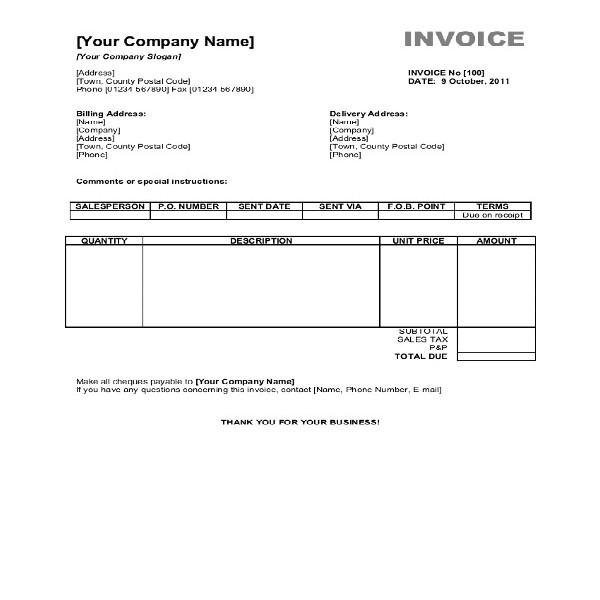 [Your Company Name]
INVOICE
[Your Company Slogan]
[Address]
[Town, County Postal Code]
Phone [01234 567890] Fax [01234 567890]
INVOICE No [100]
DATE: 9 October, 2011
Billing Address:
[Name]
[Company]
[Address]
[Town, County Postal Code]
[Phone]
Delivery Address:
[Name]
[Company]
[Address]
[Town, County Postal Code]
[Phone]
Comments or special instructions:
SALESPERSON P.O. NUMBER SENT DATE SENT VIA F.O.B. POINT TERMS
Due on receipt
QUANTITY DESCRIPTION UNIT PRICE AMOUNT
SUBTOTAL
SALES TAX
P&P
TOTAL DUE
Make all cheques payable to [Your Company Name]
If you have any questions concerning this invoice, contact [Name, Phone Number, E-mail]
THANK YOU FOR YOUR BUSINESS!